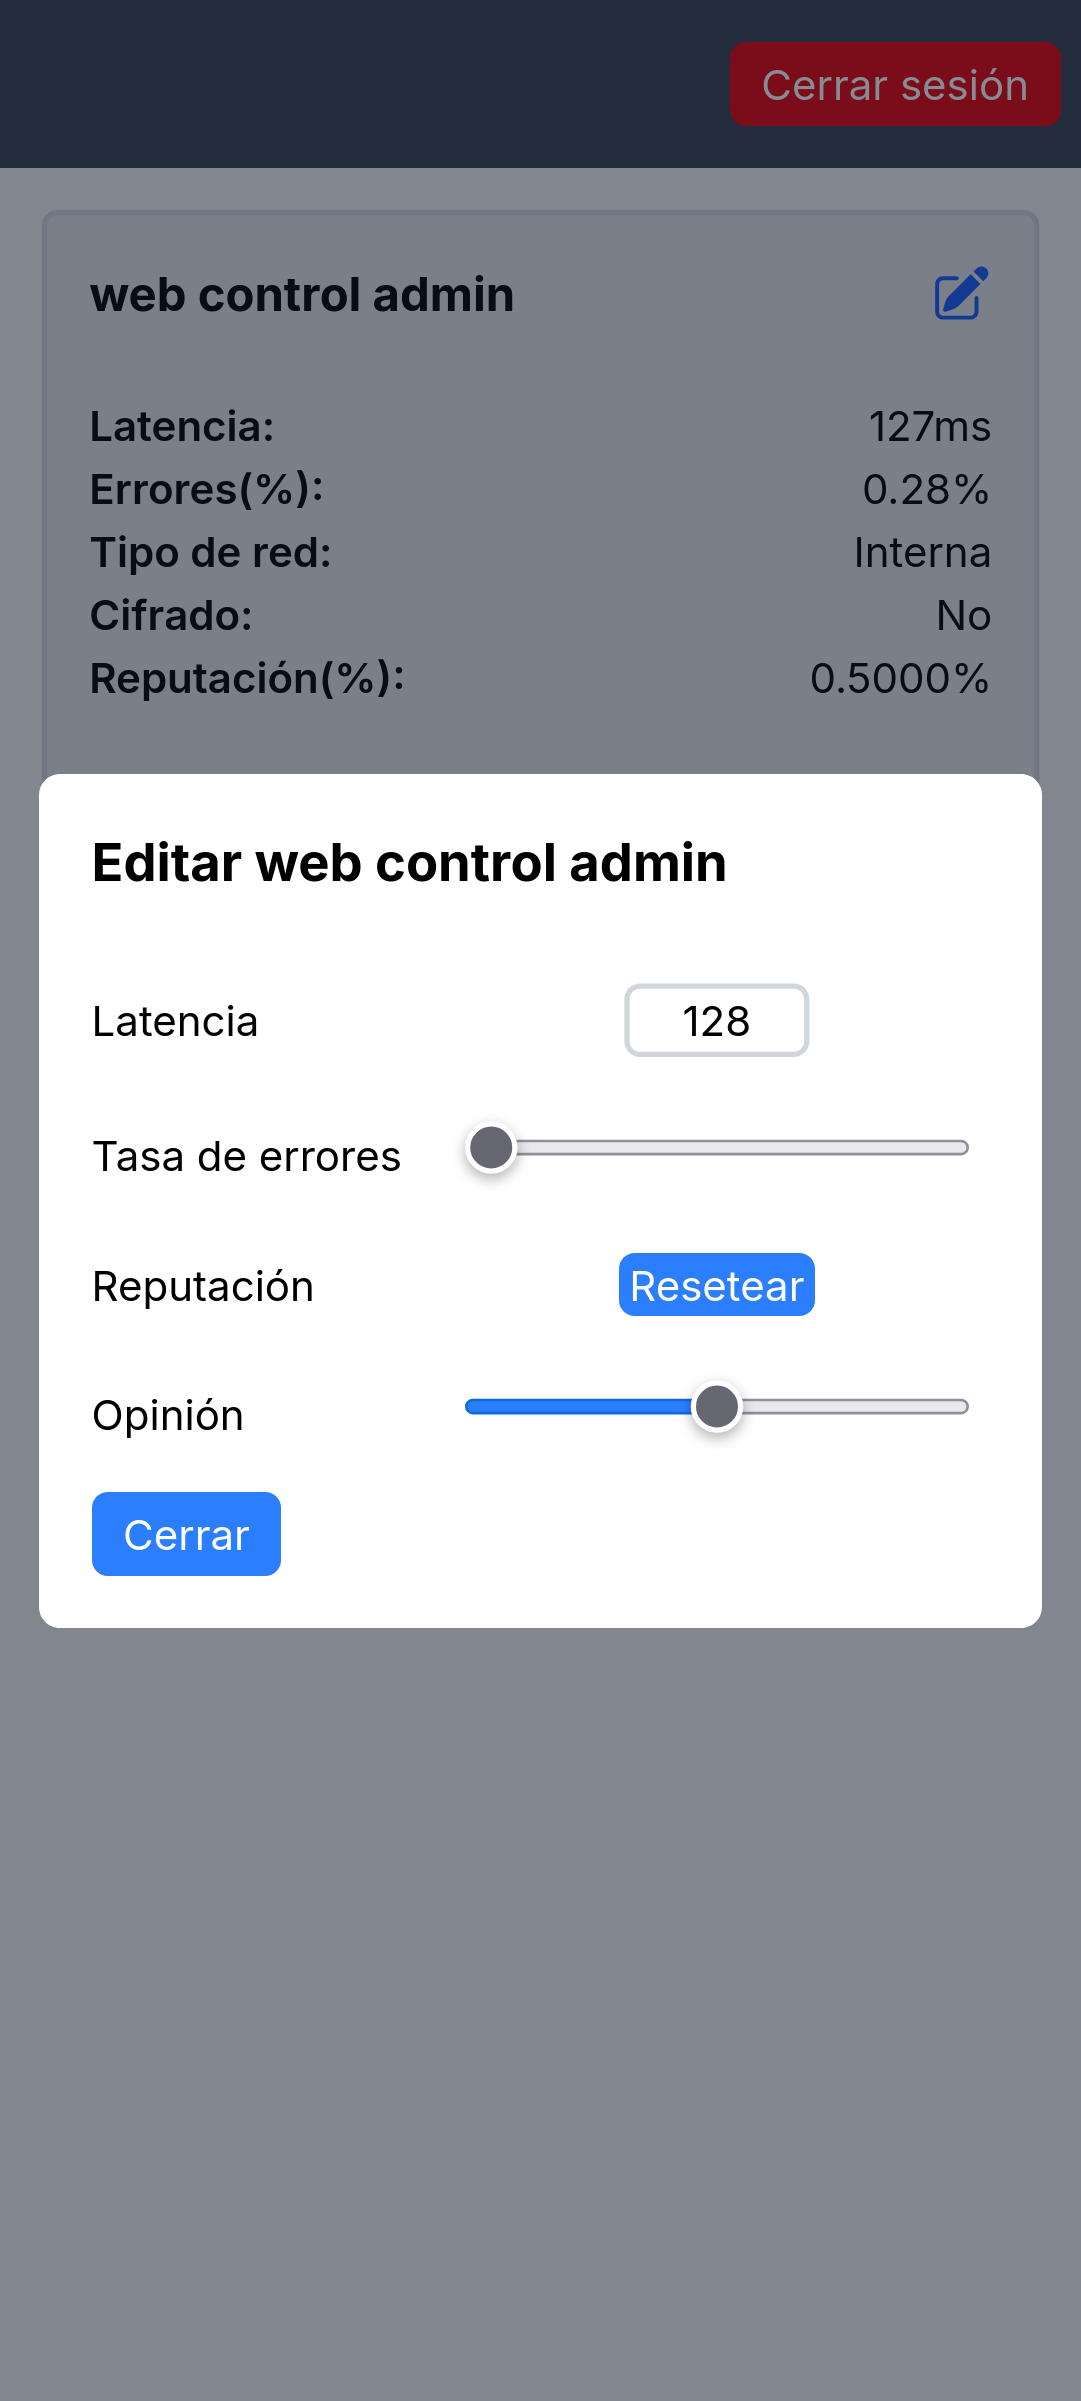 Cerrar sesión
web control admin
Latencia: 127ms
Errores(%): 0.28%
Tipo de red: Interna
Cifrado: No
Reputación(%): 0.5000%
Editar web control admin
Latencia 128
Tasa de errores
Reputación Resetear
Opinión
Cerrar